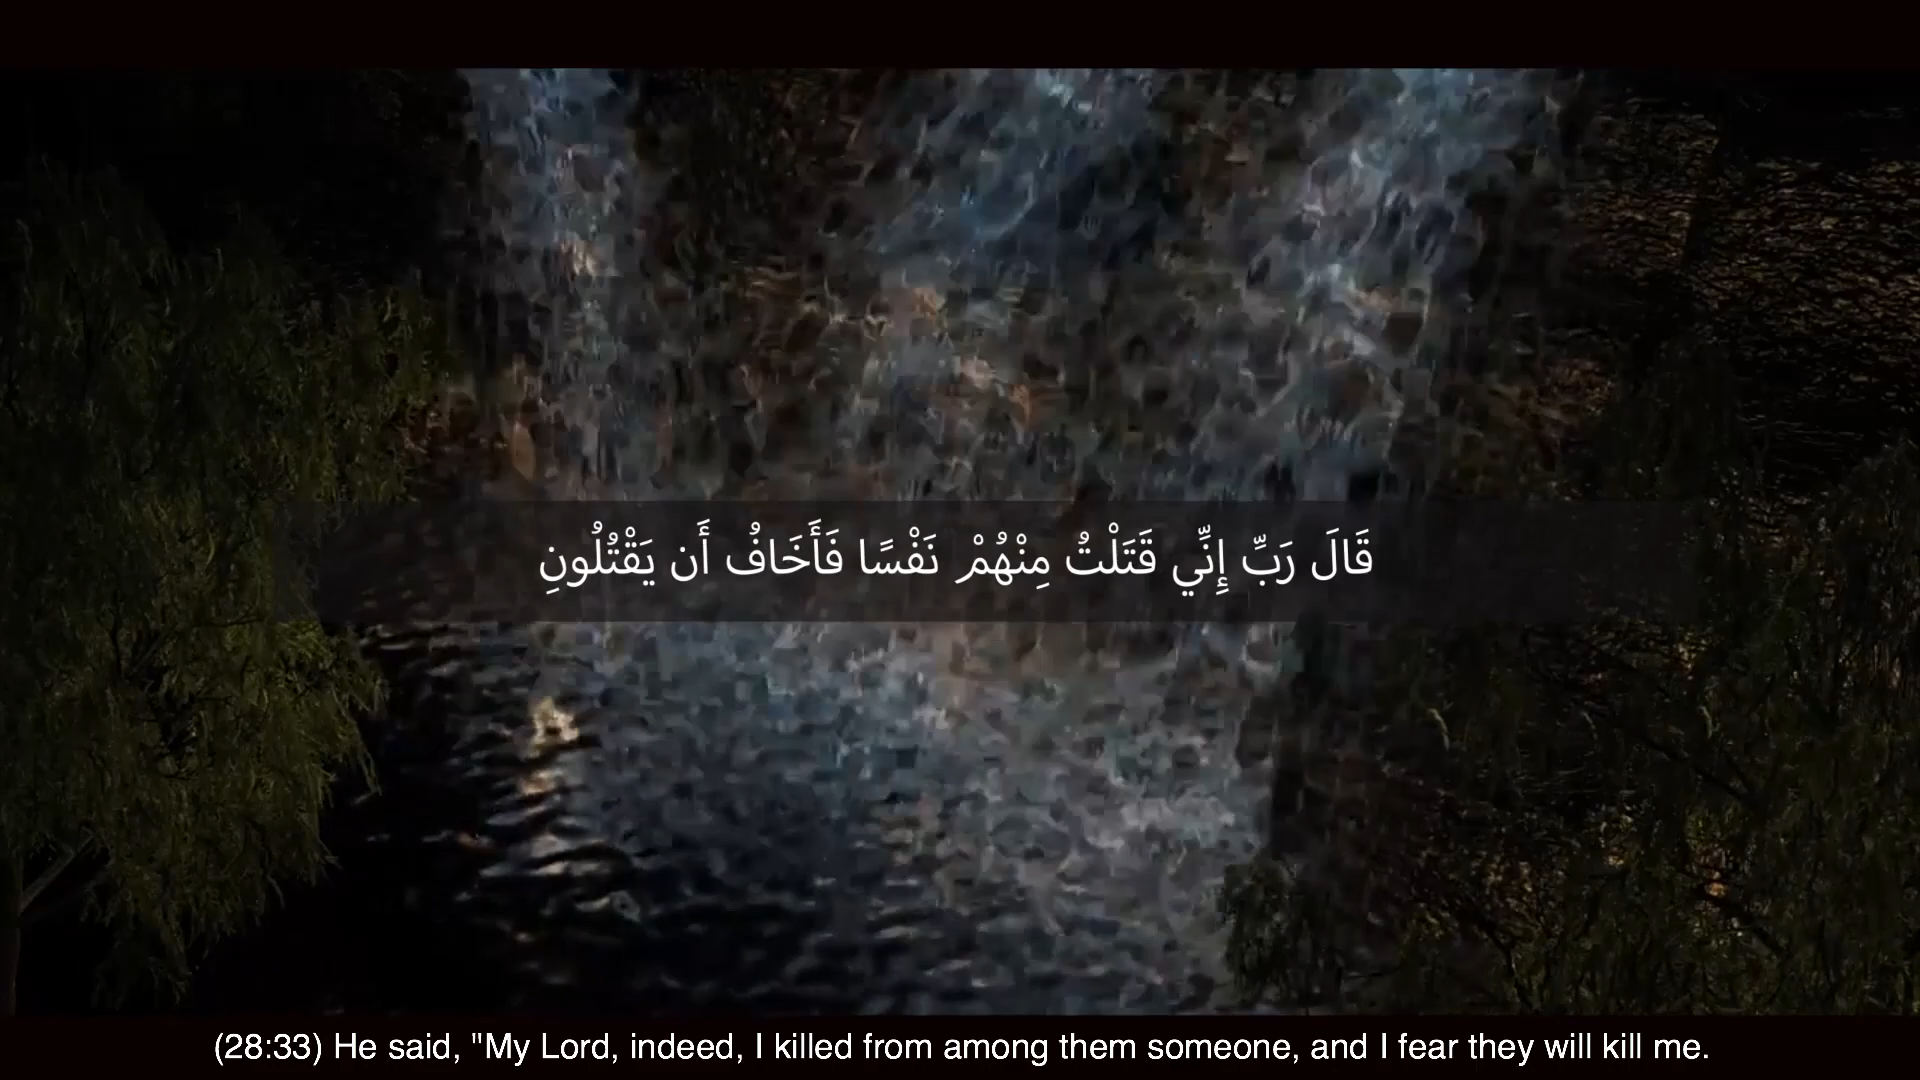 قَالَ رَبِّ إِنِّي قَتَلْتُ مِنْهُمْ نَفْسًا فَأَخَافُ أَن يَقْتُلُونِ
(28:33) He said, "My Lord, indeed, I killed from among them someone, and I fear they will kill me.